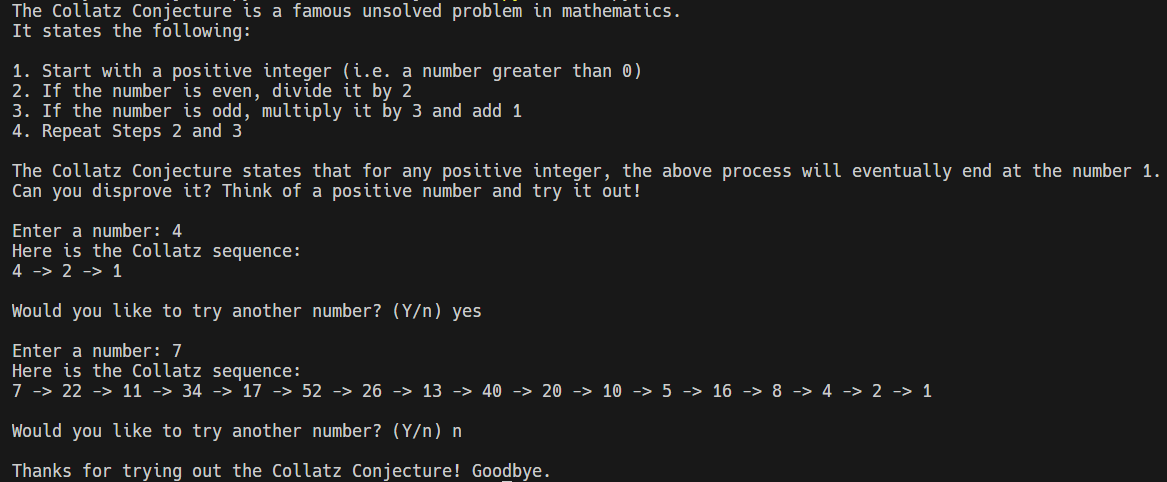 The Collatz Conjecture is a famous unsolved problem in mathematics.
It states the following:
1. Start with a positive integer (i.e. a number greater than 0)
2. If the number is even, divide it by 2
3. If the number is odd, multiply it by 3 and add 1
4. Repeat Steps 2 and 3
The Collatz Conjecture states that for any positive integer, the above process will eventually end at the number 1.
Can you disprove it? Think of a positive number and try it out!
Enter a number: 4
Here is the Collatz sequence:
4 -> 2 -> 1
Would you like to try another number? (Y/n) yes
Enter a number: 7
Here is the Collatz sequence:
7 -> 22 -> 11 -> 34 -> 17 -> 52 -> 26 -> 13 -> 40 -> 20 -> 10 -> 5 -> 16 -> 8 -> 4 -> 2 -> 1
Would you like to try another number? (Y/n) n
Thanks for trying out the Collatz Conjecture! Goodbye.